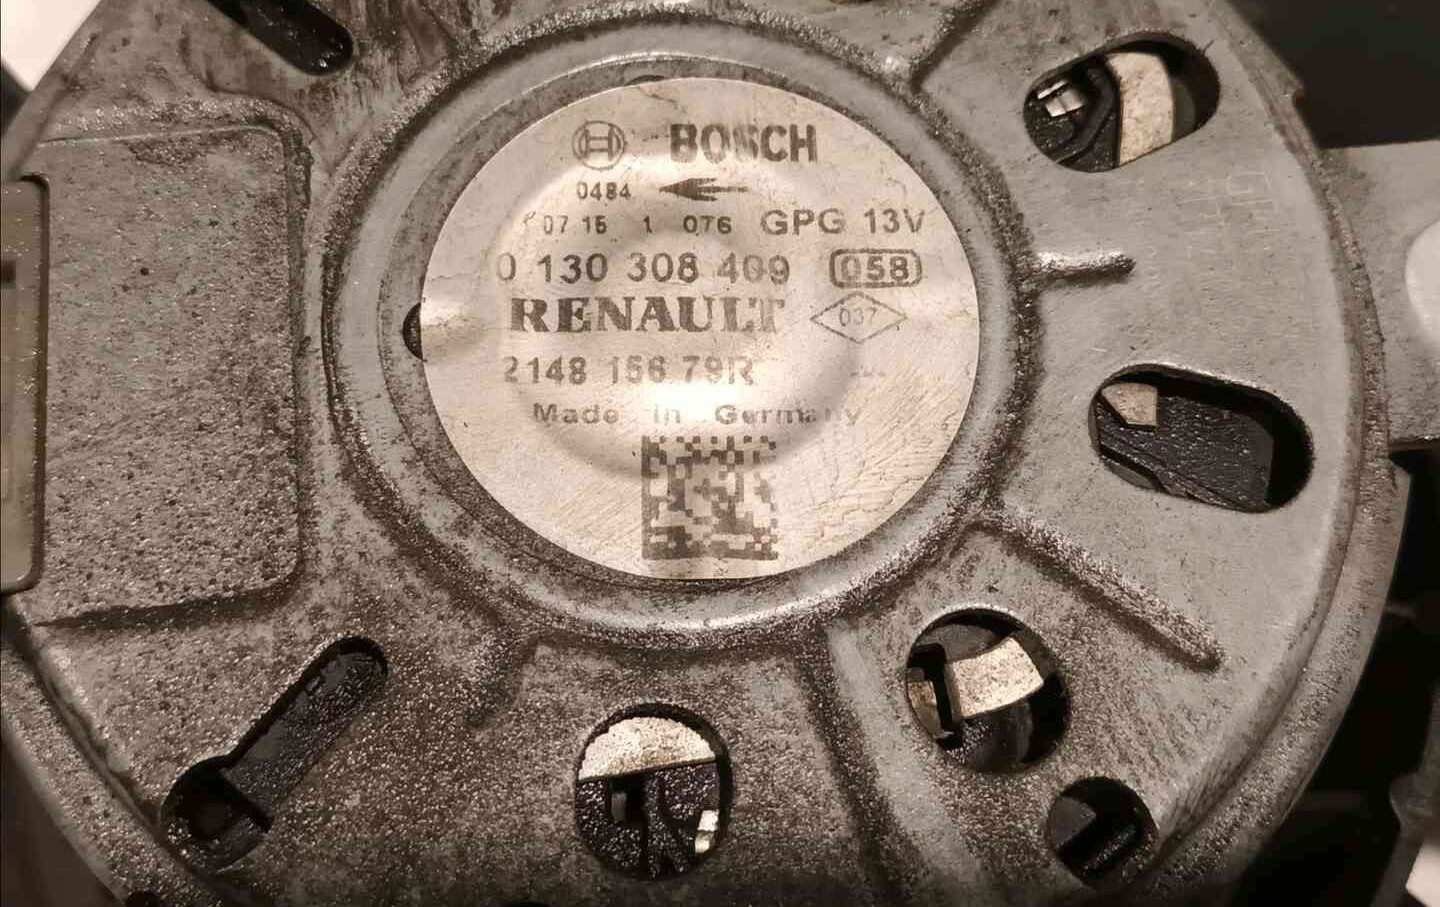 BOSCH
0484
07 15 1 076 GPG 13V
0 130 308 409 058
RENAULT 037
2148 156 79R
Made in Germany